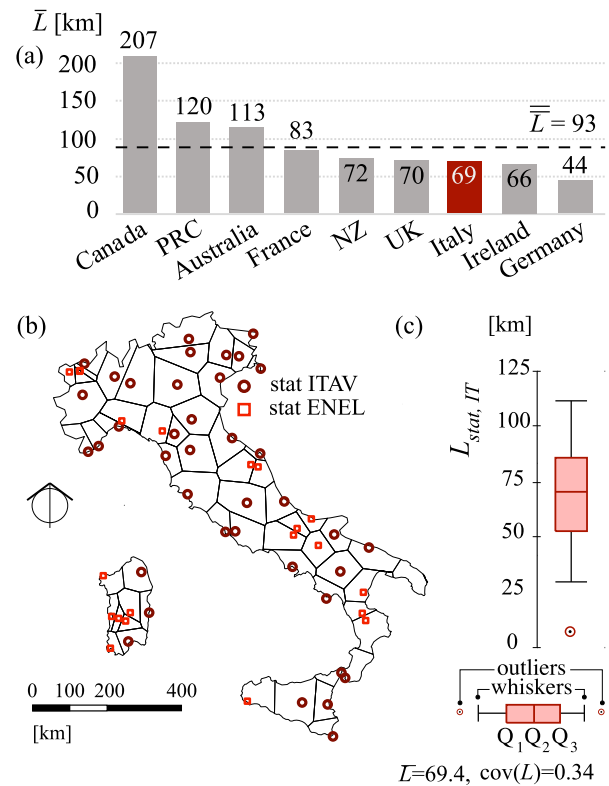 L̅ [km]
(a)
207
200
150
120
113
83
L̿ = 93
100
50
0
72
70
69
66
44
Canada
PRC
Australia
France
NZ
UK
Italy
Ireland
Germany
(b)
stat ITAV
stat ENEL
0 100 200 400
[km]
(c)
[km]
L stat, IT
125
100
75
50
25
0
outliers
whiskers
Q1 Q2 Q3
L̅=69.4, cov(L)=0.34